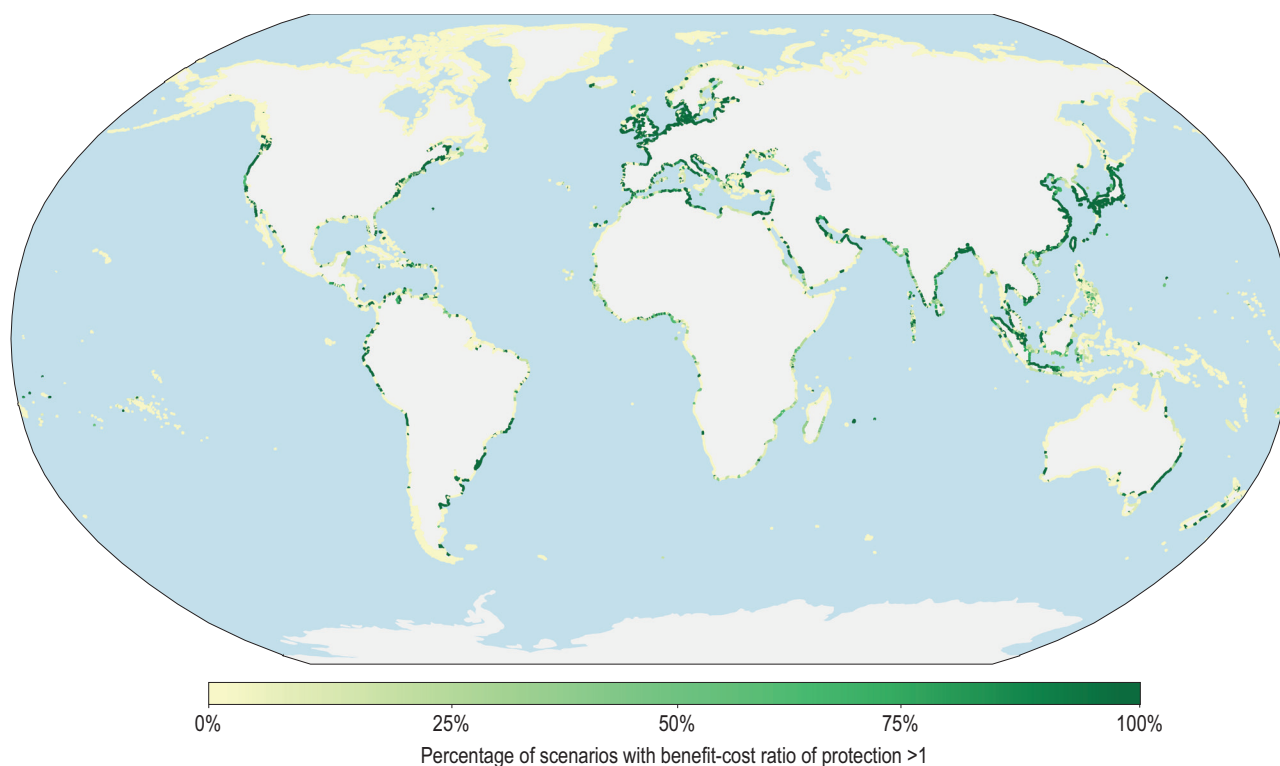 0% 25% 50% 75% 100%
Percentage of scenarios with benefit-cost ratio of protection >1